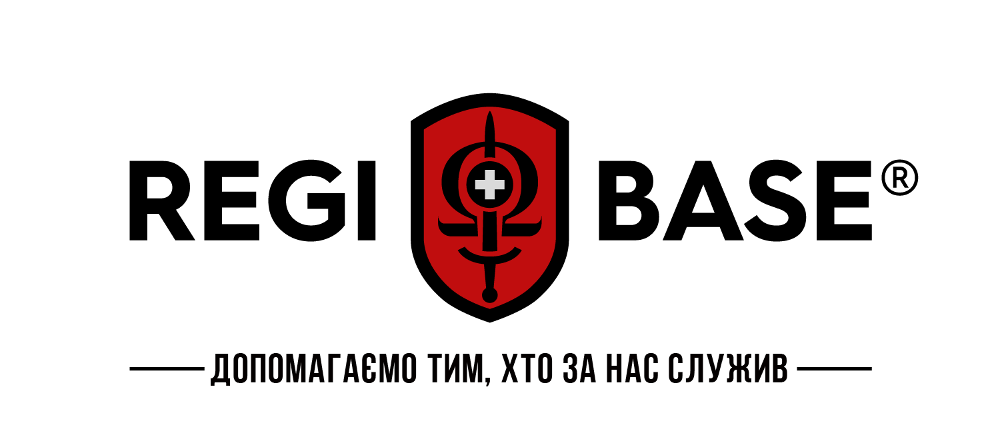 REGI BASE®
ДОПОМАГАЄМО ТИМ, ХТО ЗА НАС СЛУЖИВ